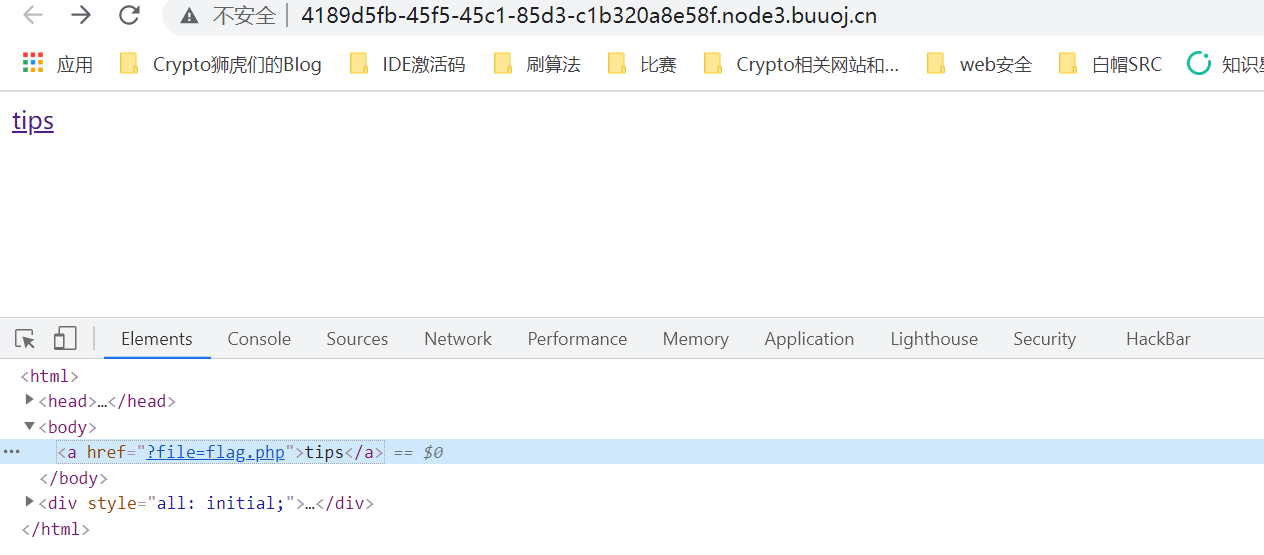 不安全 | 4189d5fb-45f5-45c1-85d3-c1b320a8e58f.node3.buuoj.cn
应用 Crypto狮虎们的Blog IDE激活码 刷算法 比赛 Crypto相关网站和... web安全 白帽SRC 知识
tips
Elements Console Sources Network Performance Memory Application Lighthouse Security HackBar
<html>
<head>…</head>
<body>
<a href="?file=flag.php">tips</a> == $0
</body>
<div style="all: initial;">…</div>
</html>